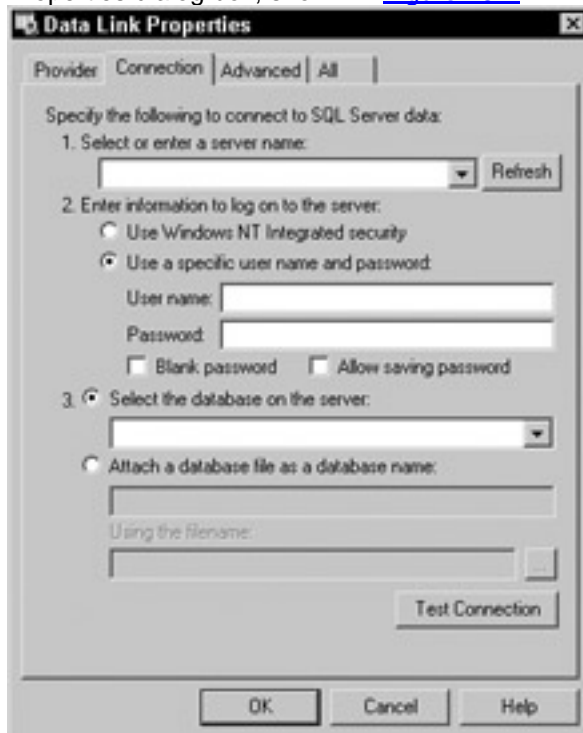 Data Link Properties
Provider Connection Advanced All
Specify the following to connect to SQL Server data:
1. Select or enter a server name:
Refresh
2. Enter information to log on to the server:
Use Windows NT Integrated security
Use a specific user name and password:
User name:
Password:
Blank password Allow saving password
3. Select the database on the server:
Attach a database file as a database name:
Using the filename:
...
Test Connection
OK Cancel Help